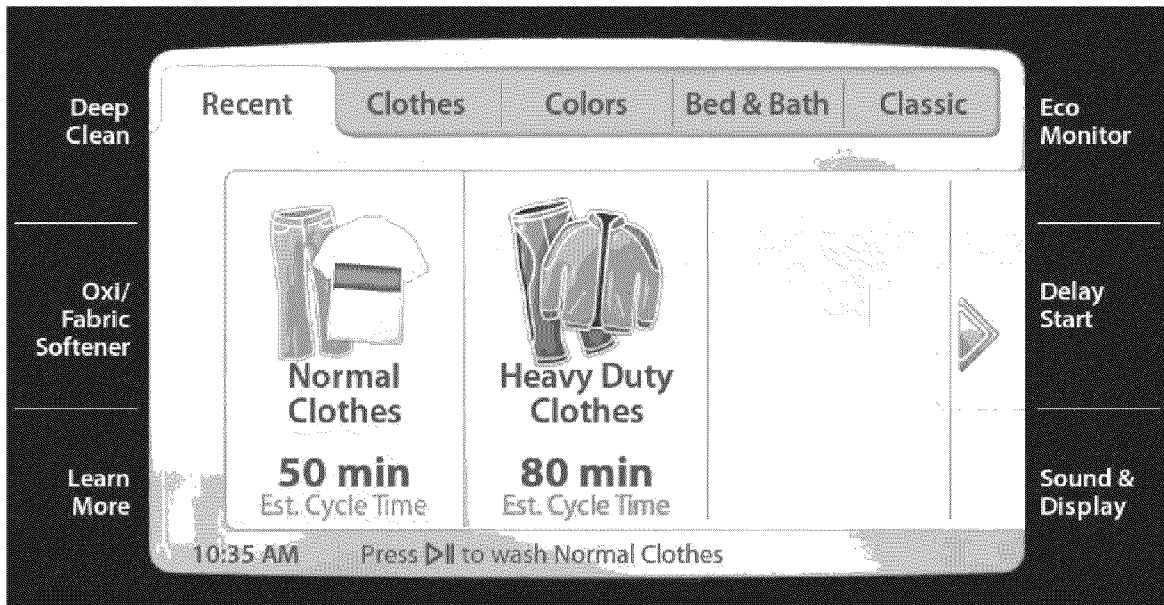 Deep
Clean
Oxi/
Fabric
Softener
Learn
More
Recent
Clothes
Colors
Bed & Bath
Classic
Normal
Clothes
50 min
Est. Cycle Time
Heavy Duty
Clothes
80 min
Est. Cycle Time
10:35 AM
Press ▷|| to wash Normal Clothes
Eco
Monitor
Delay
Start
Sound &
Display